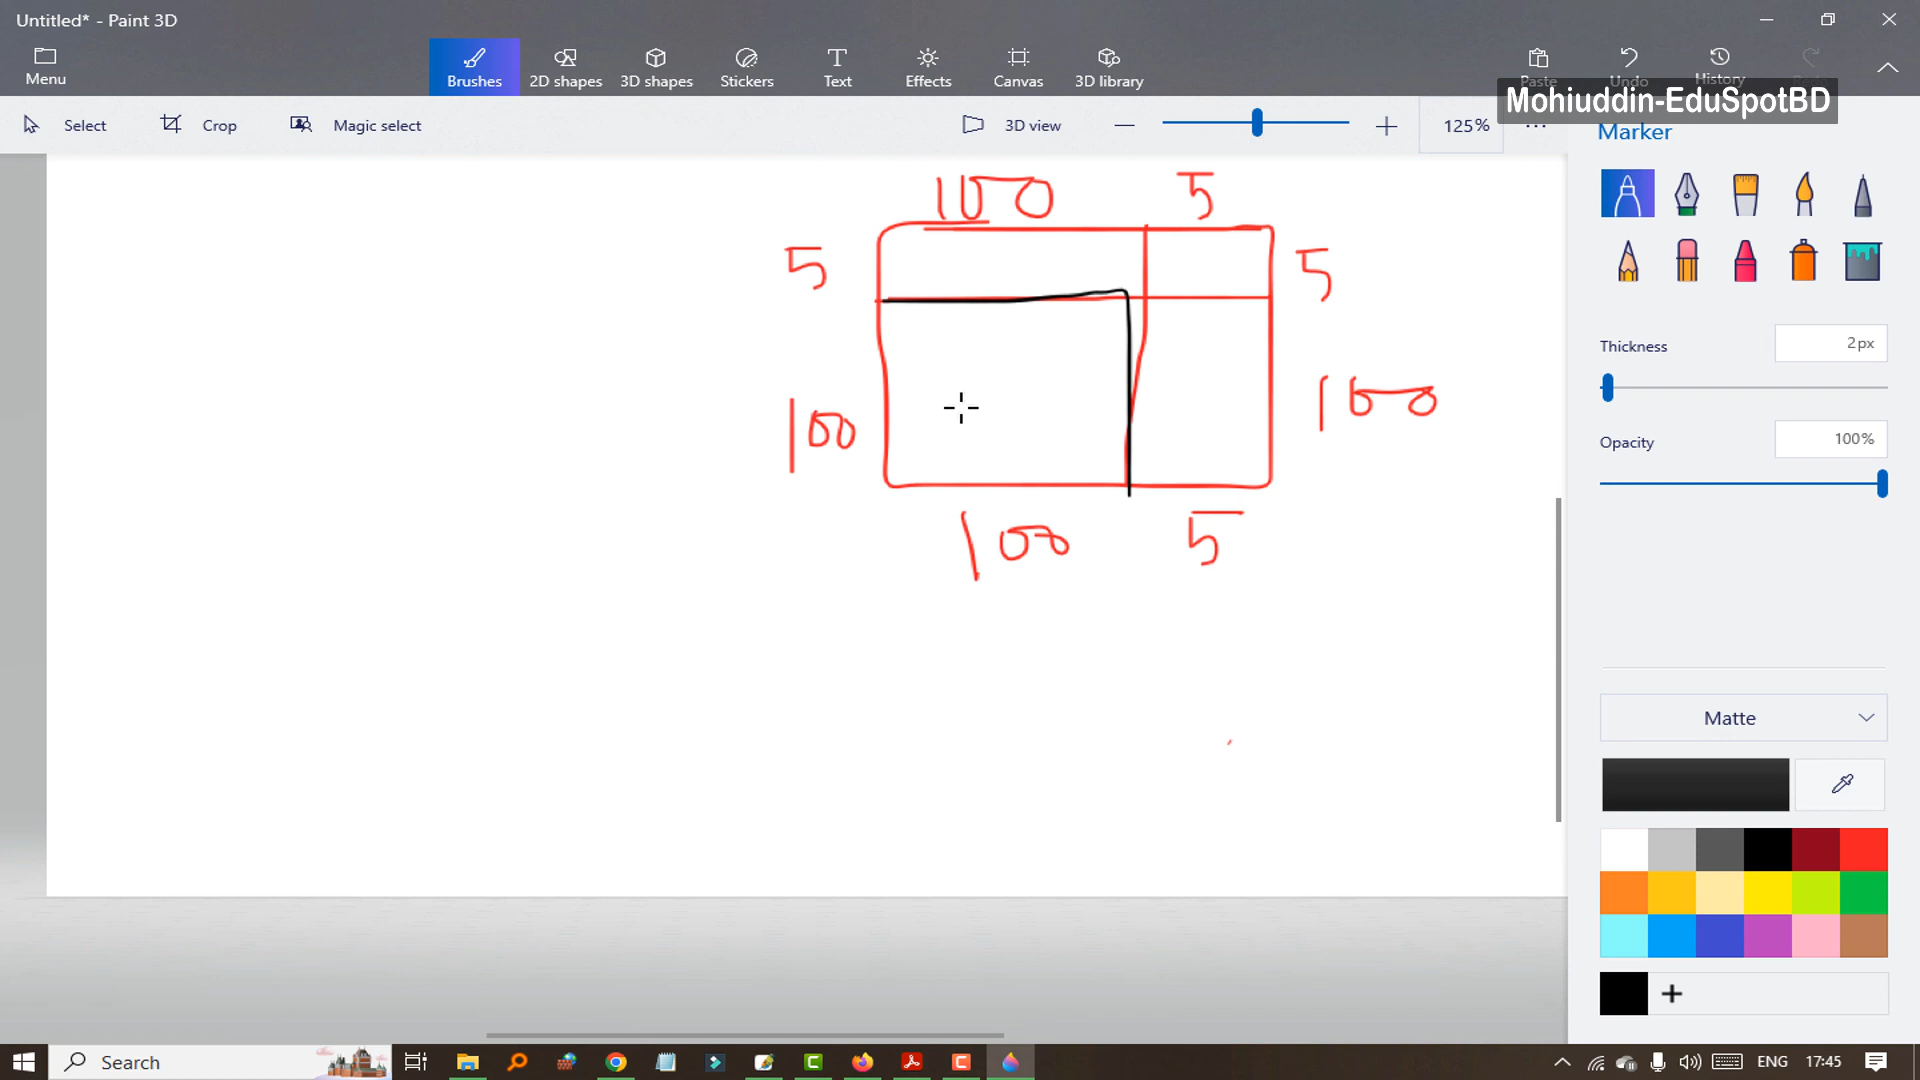 Untitled* - Paint 3D
Menu
Brushes
2D shapes
3D shapes
Stickers
Text
Effects
Canvas
3D library
Paste
Undo
History
Mohiuddin-EduSpotBD
Select
Crop
Magic select
3D view
125%
Marker
100 5
5 5
100 100
100 5
Thickness
2px
Opacity
100%
Matte
Search
ENG
17:45